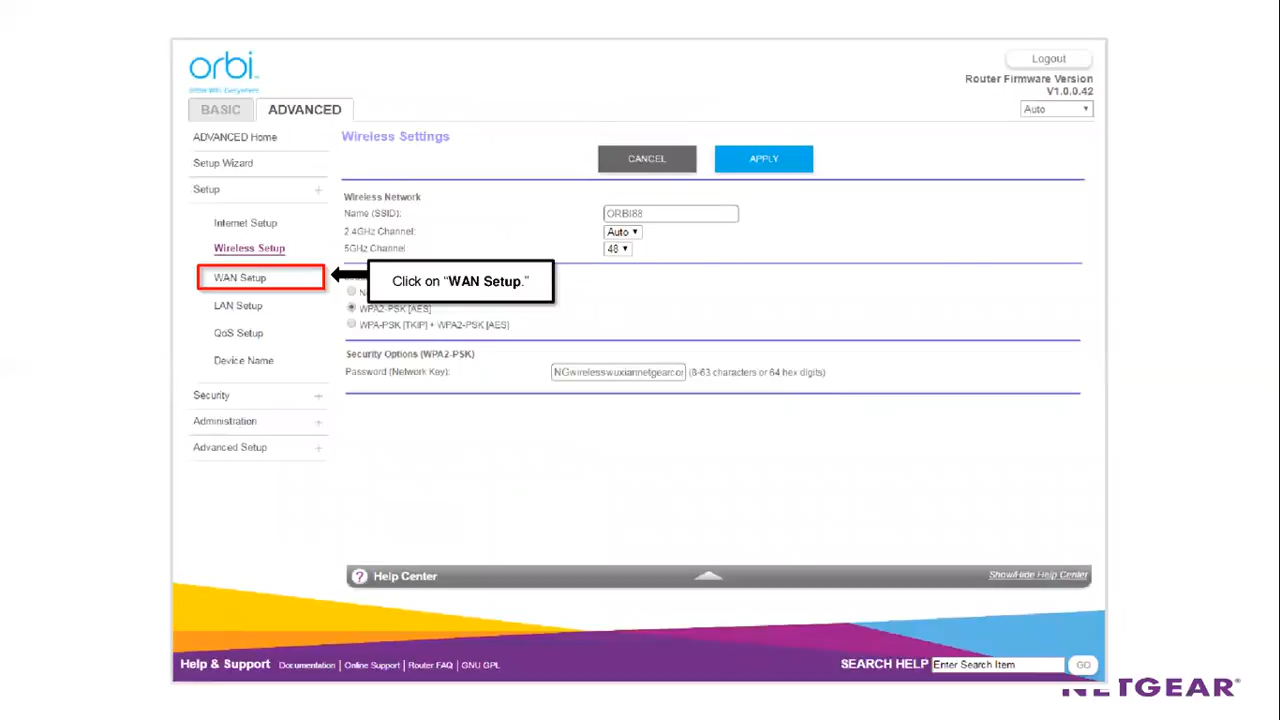 orbi
Logout
Router Firmware Version
V1.0.0.42
BASIC
ADVANCED
Auto
ADVANCED Home
Wireless Settings
CANCEL
APPLY
Setup Wizard
Setup
+
Wireless Network
Name (SSID):
ORBI88
Internet Setup
2.4GHz Channel:
Auto
Wireless Setup
5GHz Channel
48
WAN Setup
Click on “WAN Setup.”
LAN Setup
WPA2-PSK [AES]
WPA-PSK [TKIP] + WPA2-PSK [AES]
QoS Setup
Security Options (WPA2-PSK)
Device Name
Password (Network Key):
NGwirelesswuxiannetgearcor
(8-63 characters or 64 hex digits)
Security
+
Administration
+
Advanced Setup
+
? Help Center
Show/Hide Help Center
Help & Support
Documentation | Online Support | Router FAQ | GNU GPL
SEARCH HELP
Enter Search Item
GO
NETGEAR®